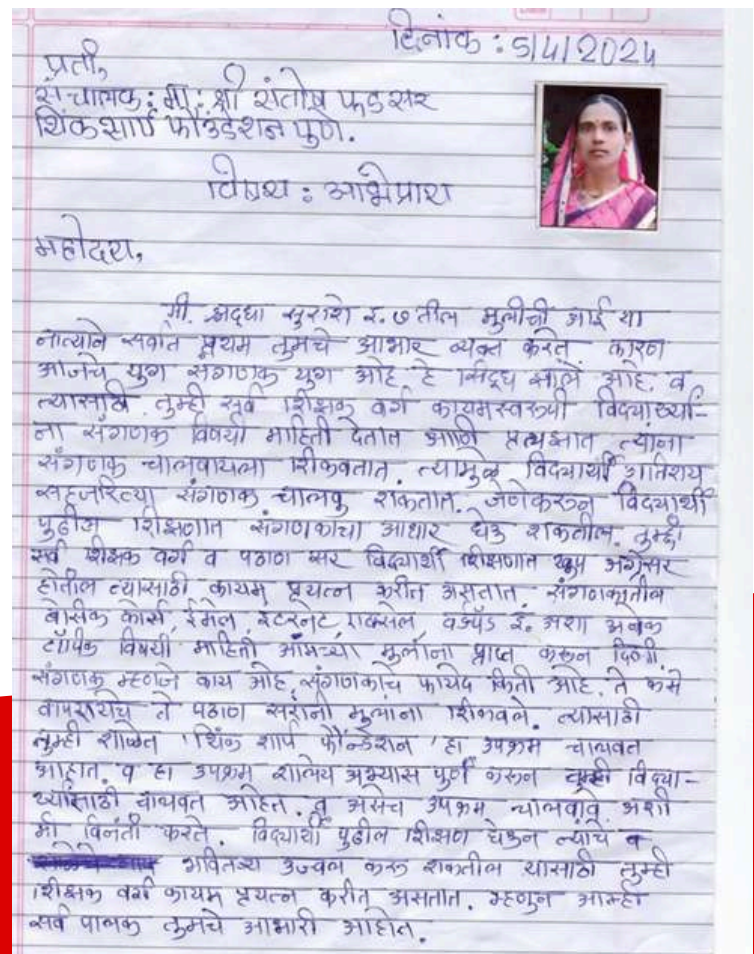 दिनांक : 5/4/2024
प्रती,
संचालक : मा. श्री संतोष फडसर
थिंकशार्प फौंउडेशन पुणे.
विषय : अभिप्राय
महोदय,
मी. श्रद्धा सुराशे इ. ७ तील मुलीची आई या
नात्याने सर्वात प्रथम तुमचे आभार व्यक्त करते. कारण
आजचे युग संगणक युग आहे. हे सिद्ध झाले आहे. व
त्यासाठी तुम्ही सर्व शिक्षक वर्ग कायमस्वरुपी विद्यार्थ्यां-
ना संगणक विषयी माहिती देतात आणि प्रत्यक्षात त्यांना
संगणक चालवायला शिकवतात. त्यामुळे विद्यार्थी अतिशय
सहजरित्या संगणक चालवु शकतात. जेणेकरून विद्यार्थी
पुढील शिक्षणात संगणकाचा आधार घेऊ शकतील. तुम्ही
सर्व शिक्षक वर्ग व पठाण सर विद्यार्थी शिक्षणात खुप अग्रेसर
होतील त्यासाठी कायम प्रयत्न करीत असतात. संगणकातील
बेसीक कोर्स, ईमेल, इंटरनेट, एक्सेल वर्डपॅड इ. अशा अनेक
टॉपीक विषयी माहिती आमच्या मुलांना प्राप्त करून दिली.
संगणक म्हणजे काय आहे, संगणकाचे फायदे किती आहे. ते कसे
वापरायचे ते पठाण सरांनी मुलांना शिकवले. त्यासाठी
तुम्ही शाळेत 'थिंक शार्प फौन्डेशन' हा उपक्रम चालवत
आहात. व हा उपक्रम शालेय अभ्यास पुर्ण करून विद्या-
र्थ्यांसाठी राबवत आहेत. व असेच उपक्रम चालवावे अशी
मी विनंती करते. विद्यार्थी पुढील शिक्षण घेऊन त्याचे व
भवितव्य उज्वल करू शकतील यासाठी तुम्ही
शिक्षक वर्ग कायम प्रयत्न करीत असतात. म्हणुन आम्ही
सर्व पालक तुमचे आभारी आहोत.